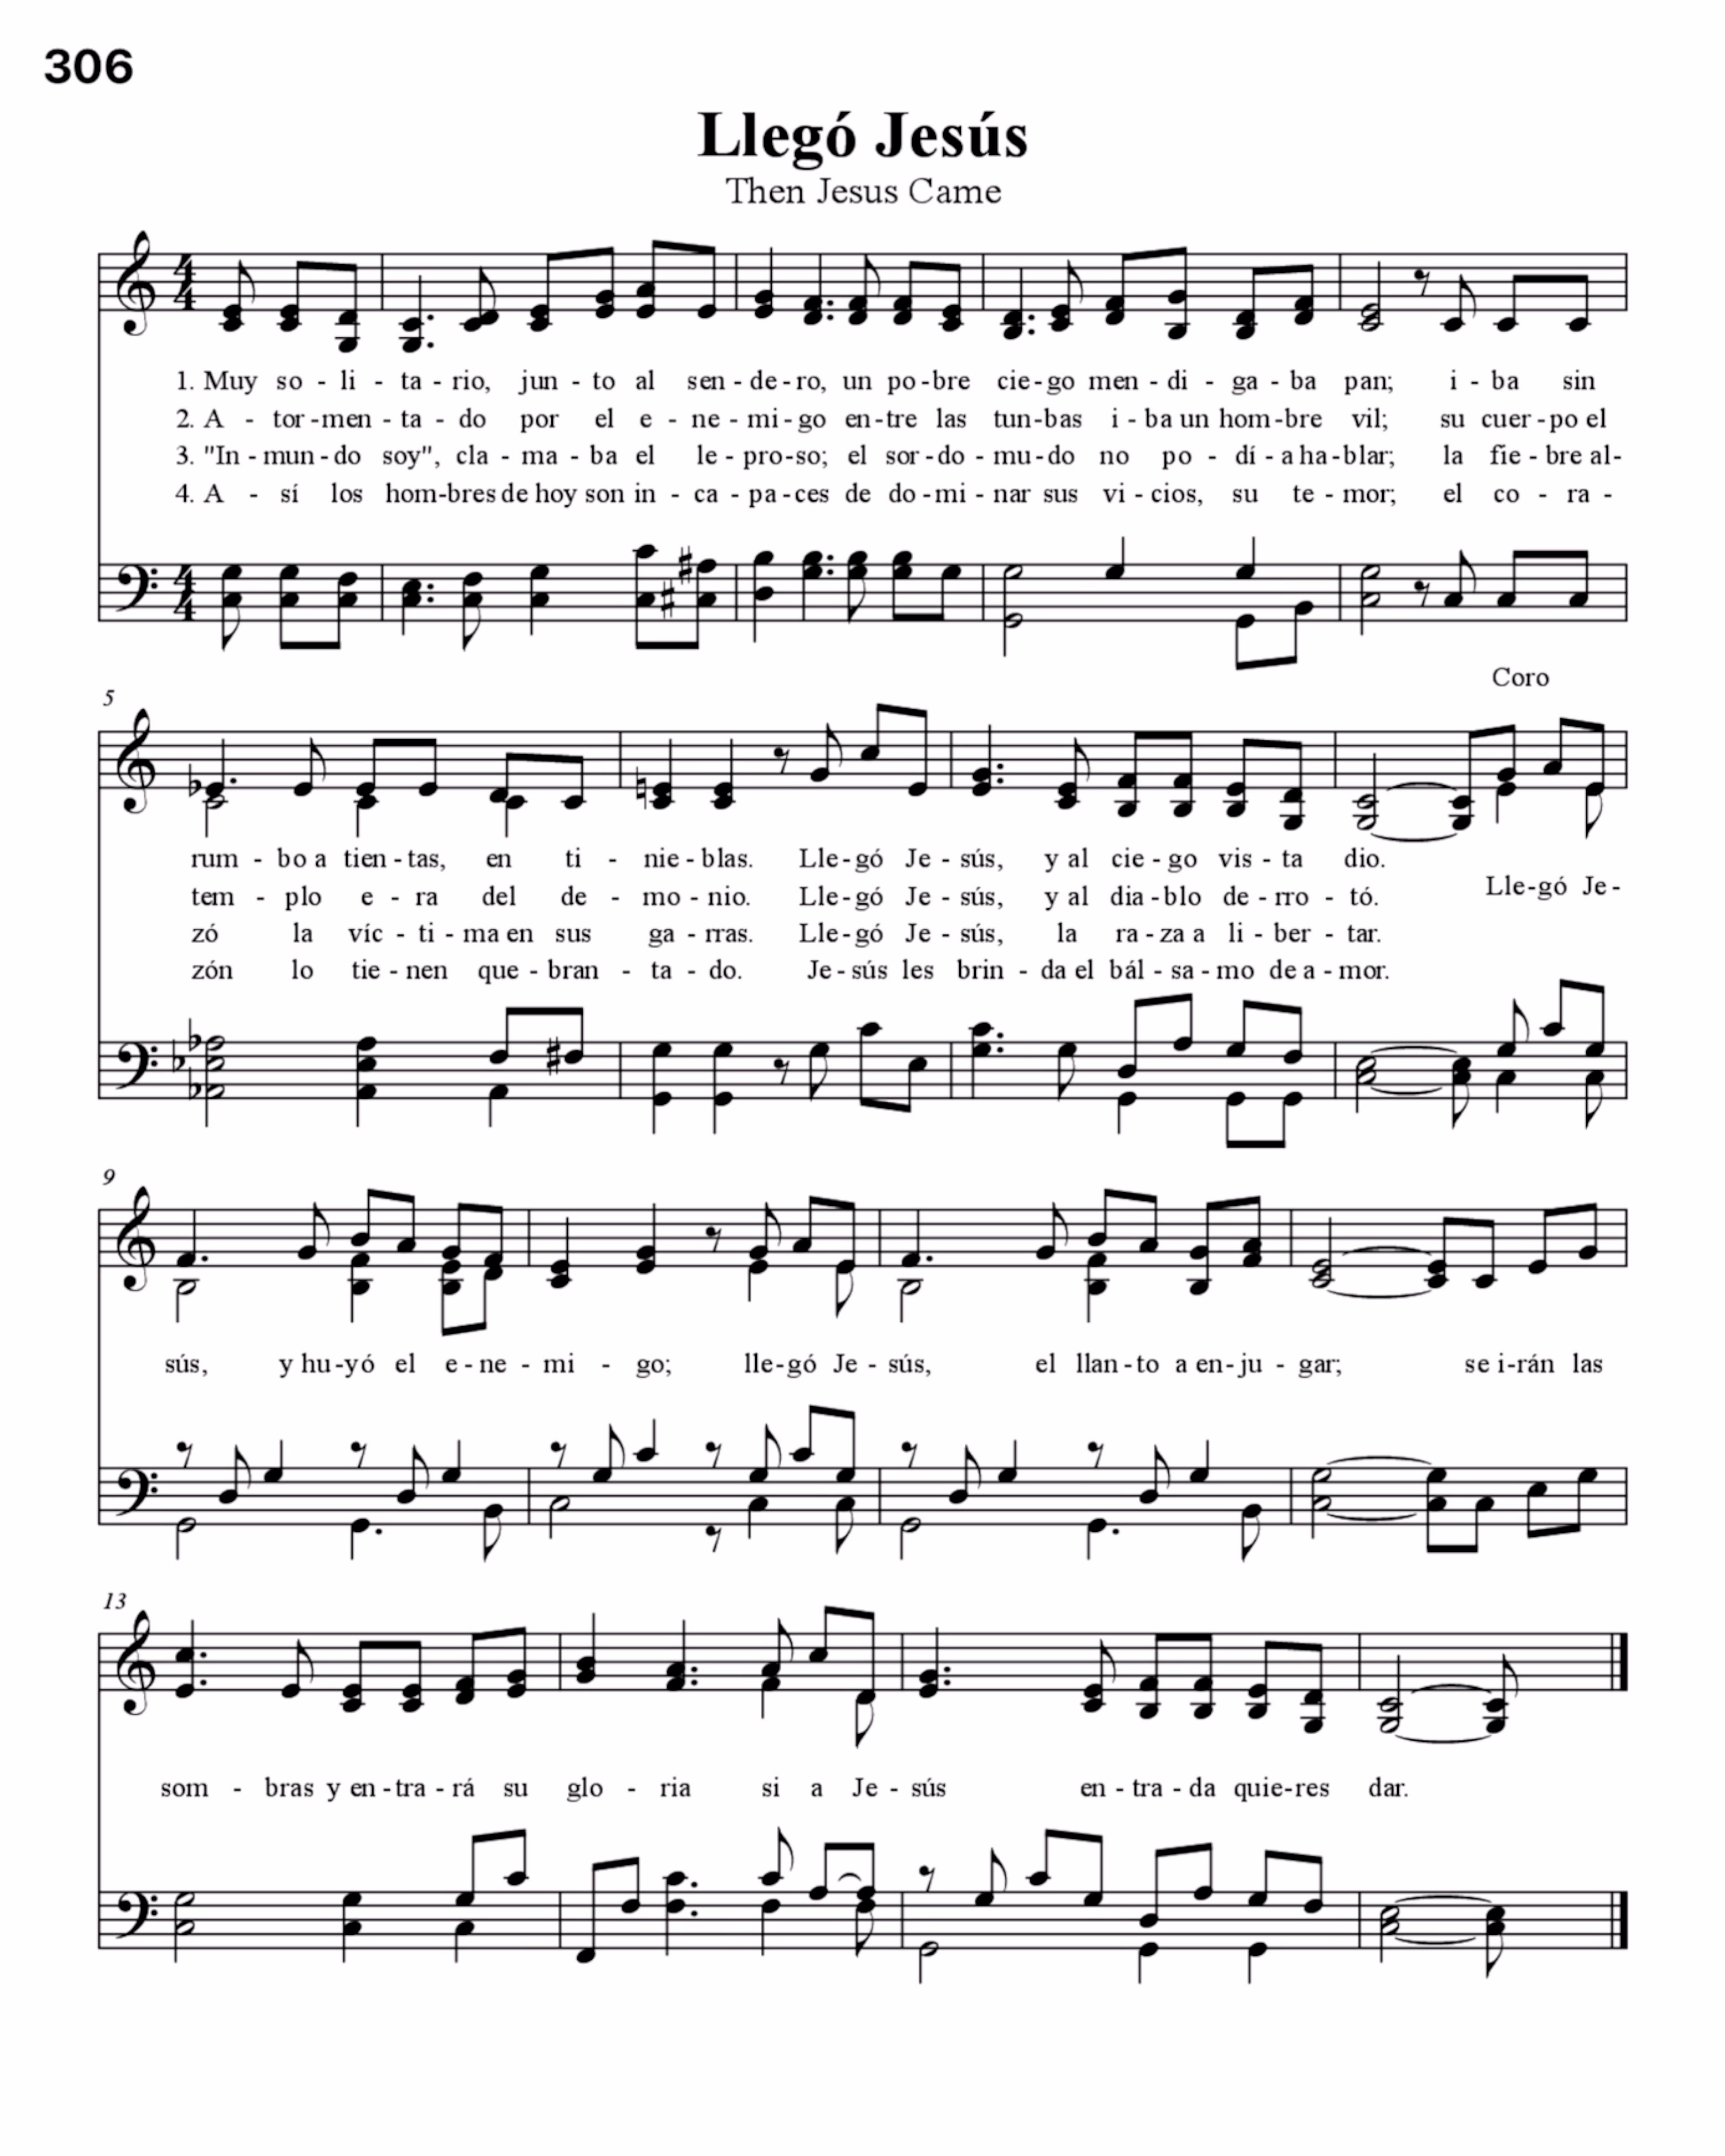 306
Llegó Jesús
Then Jesus Came
1. Muy so - li - ta - rio, jun - to al sen - de - ro, un po - bre cie - go men - di - ga - ba pan; i - ba sin
2. A - tor - men - ta - do por el e - ne - mi - go en - tre las tun - bas i - ba un hom - bre vil; su cuer - po el
3. "In - mun - do soy", cla - ma - ba el le - pro - so; el sor - do - mu - do no po - dí - a ha - blar; la fie - bre al -
4. A - sí los hom - bres de hoy son in - ca - pa - ces de do - mi - nar sus vi - cios, su te - mor; el co - ra -
Coro
5
rum - bo a tien - tas, en ti - nie - blas. Lle - gó Je - sús, y al cie - go vis - ta dio.
tem - plo e - ra del de - mo - nio. Lle - gó Je - sús, y al dia - blo de - rro - tó. Lle - gó Je -
zó la víc - ti - ma en sus ga - rras. Lle - gó Je - sús, la ra - za a li - ber - tar.
zón lo tie - nen que - bran - ta - do. Je - sús les brin - da el bál - sa - mo de a - mor.
9
sús, y hu - yó el e - ne - mi - go; lle - gó Je - sús, el llan - to a en - ju - gar; se i - rán las
13
som - bras y en - tra - rá su glo - ria si a Je - sús en - tra - da quie - res dar.